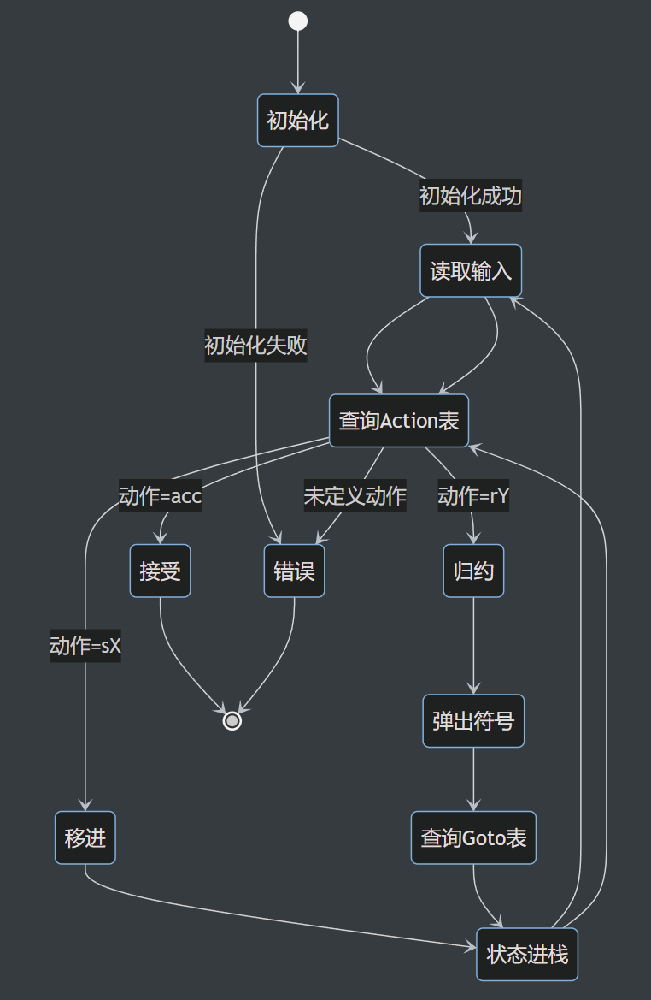 初始化
初始化成功
读取输入
初始化失败
查询Action表
动作=acc
未定义动作
动作=rY
接受
错误
归约
动作=sX
弹出符号
移进
查询Goto表
状态进栈